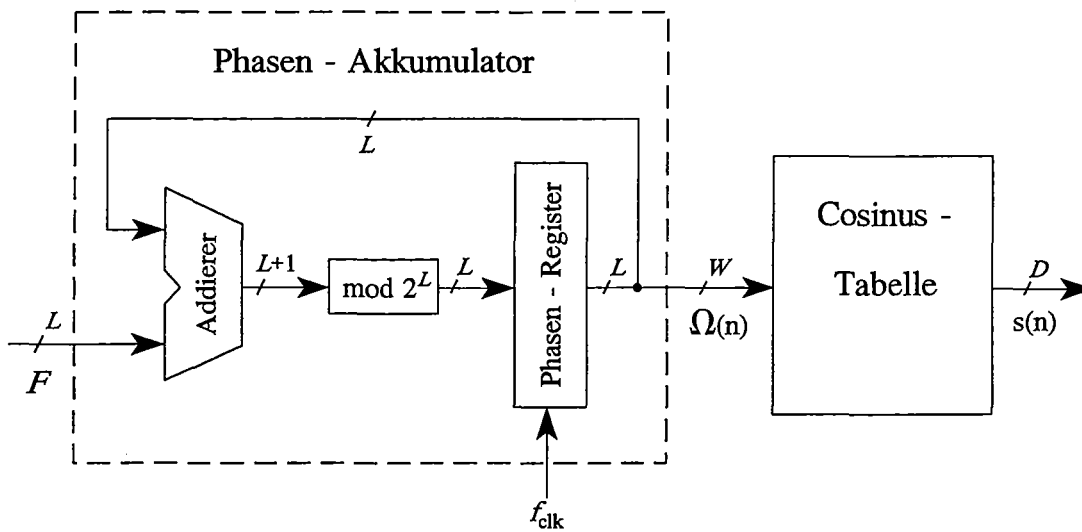 Phasen - Akkumulator
L
Addierer
L+1
mod 2^L
L
Phasen - Register
L
W
Ω(n)
Cosinus -
Tabelle
D
s(n)
L
F
f_clk